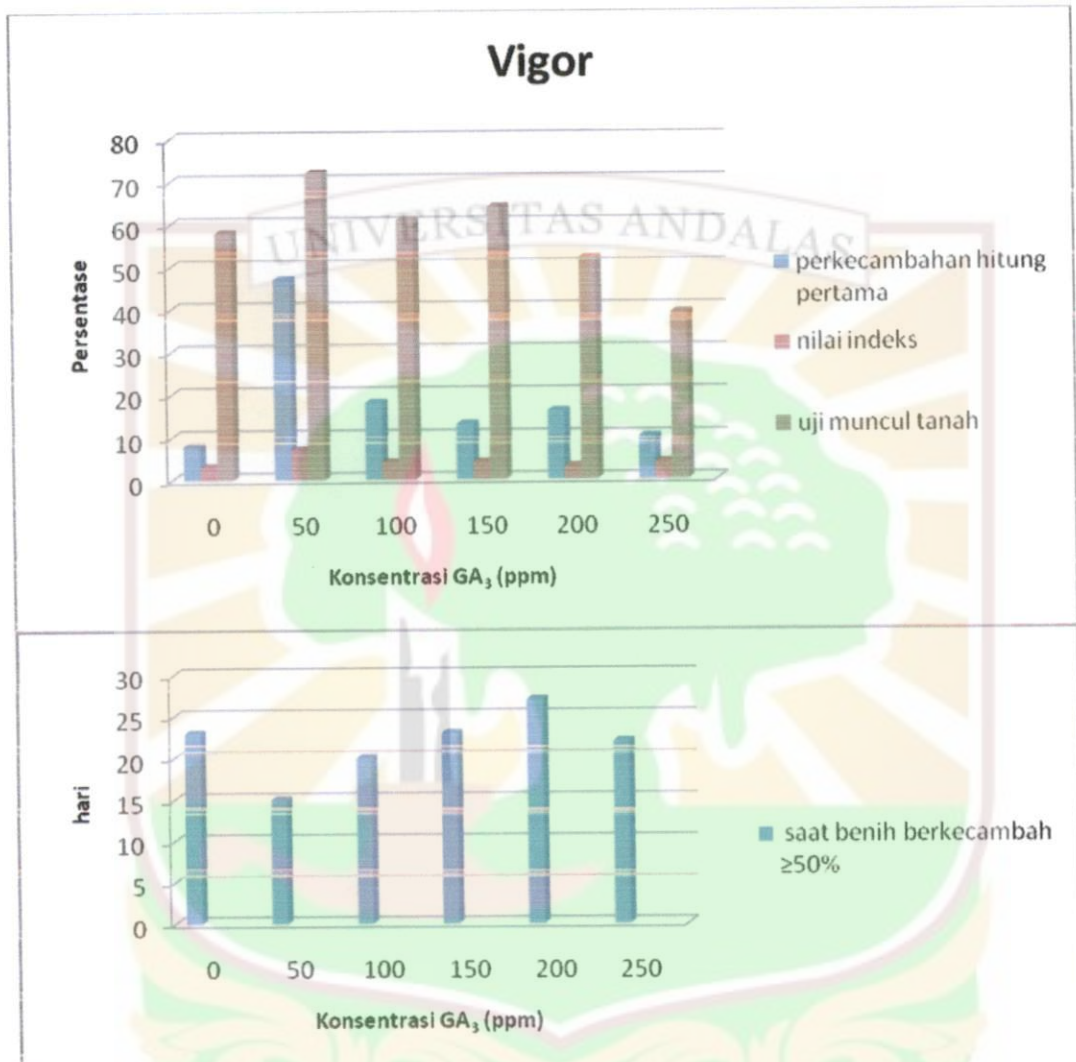 Vigor
80
70
60
50
40
30
20
10
0
Persentase
0 50 100 150 200 250
Konsentrasi GA₃ (ppm)
perkecambahan hitung
pertama
nilai indeks
uji muncul tanah
UNIVERSITAS ANDALAS
30
25
20
15
10
5
0
hari
0 50 100 150 200 250
Konsentrasi GA₃ (ppm)
saat benih berkecambah
≥50%